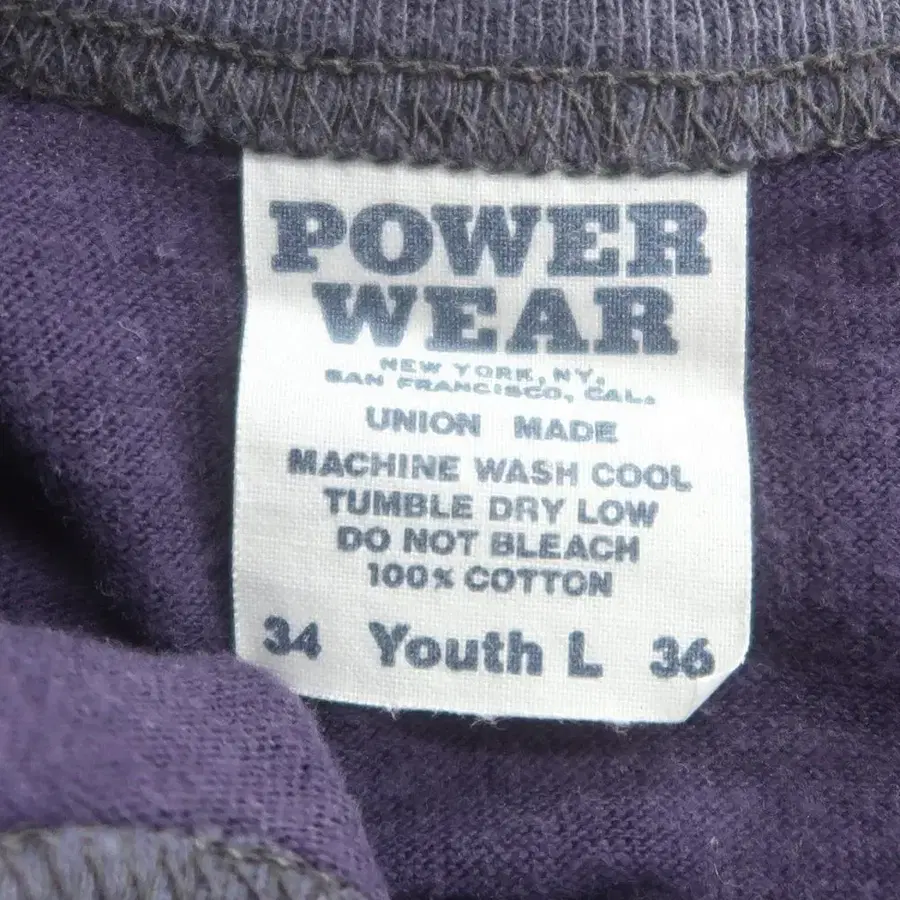 POWER
WEAR
NEW YORK, NY,
SAN FRANCISCO, CAL.
UNION MADE
MACHINE WASH COOL
TUMBLE DRY LOW
DO NOT BLEACH
100% COTTON
34 Youth L 36